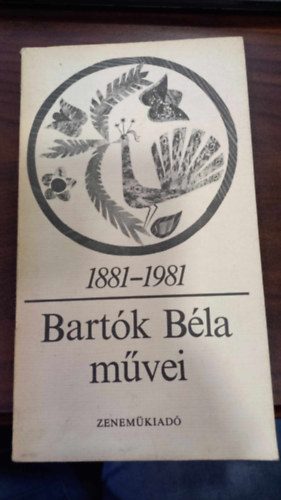 1881–1981
Bartók Béla
művei
ZENEMŰKIADÓ